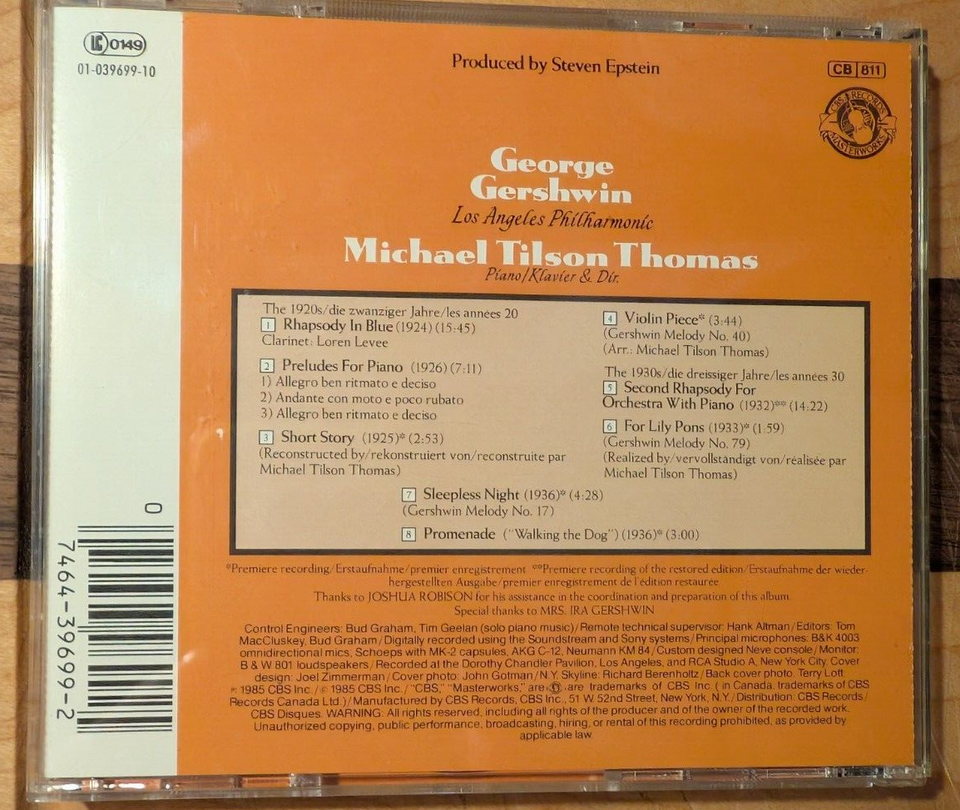 LC 0149
01-039699-10
Produced by Steven Epstein
CB 811
CBS RECORDS
MASTERWORKS
George
Gershwin
Los Angeles Philharmonic
Michael Tilson Thomas
Piano/Klavier & Dir.
The 1920s/die zwanziger Jahre/les années 20
1 Rhapsody In Blue (1924) (15:45)
Clarinet: Loren Levee
2 Preludes For Piano (1926) (7:11)
1) Allegro ben ritmato e deciso
2) Andante con moto e poco rubato
3) Allegro ben ritmato e deciso
3 Short Story (1925)* (2:53)
(Reconstructed by/rekonstruiert von/reconstruite par
Michael Tilson Thomas)
4 Violin Piece* (3:44)
(Gershwin Melody No. 40)
(Arr.: Michael Tilson Thomas)
The 1930s/die dreissiger Jahre/les années 30
5 Second Rhapsody For
Orchestra With Piano (1932)** (14:22)
6 For Lily Pons (1933)* (1:59)
(Gershwin Melody No. 79)
(Realized by/vervollständigt von/réalisée par
Michael Tilson Thomas)
7 Sleepless Night (1936)* (4:28)
(Gershwin Melody No. 17)
8 Promenade ("Walking the Dog") (1936)* (3:00)
*Premiere recording/Erstaufnahme/premier enregistrement **Premiere recording of the restored edition/Erstaufnahme der wieder-
hergestellten Ausgabe/premier enregistrement de l'édition restaurée
Thanks to JOSHUA ROBISON for his assistance in the coordination and preparation of this album.
Special thanks to MRS. IRA GERSHWIN
Control Engineers: Bud Graham, Tim Geelan (solo piano music)/Remote technical supervisor: Hank Altman/Editors: Tom
MacCluskey, Bud Graham/Digitally recorded using the Soundstream and Sony systems/Principal microphones: B&K 4003
omnidirectional mics, Schoeps with MK-2 capsules, AKG C-12, Neumann KM 84/Custom designed Neve console/Monitor:
B & W 801 loudspeakers/Recorded at the Dorothy Chandler Pavilion, Los Angeles, and RCA Studio A, New York City. Cover
design: Joel Zimmerman/Cover photo: John Gotman/N.Y. Skyline: Richard Berenholtz/Back cover photo: Terry Lott
℗ 1985 CBS Inc./© 1985 CBS Inc./"CBS," "Masterworks," are are trademarks of CBS Inc. (in Canada, trademarks of CBS
Records Canada Ltd.)/Manufactured by CBS Records, CBS Inc., 51 W. 52nd Street, New York, N.Y./Distribution: CBS Records/
CBS Disques. WARNING: All rights reserved, including all rights of the producer and of the owner of the recorded work.
Unauthorized copying, public performance, broadcasting, hiring, or rental of this recording prohibited, as provided by
applicable law.
0
7464-39699-2